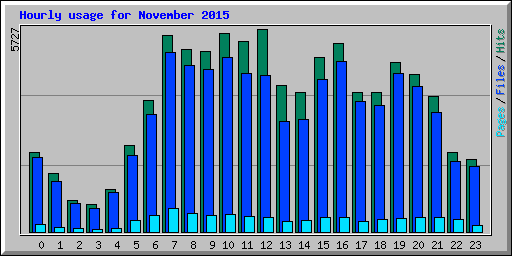 Hourly usage for November 2015
5727
Pages/Files/Hits
0 1 2 3 4 5 6 7 8 9 10 11 12 13 14 15 16 17 18 19 20 21 22 23